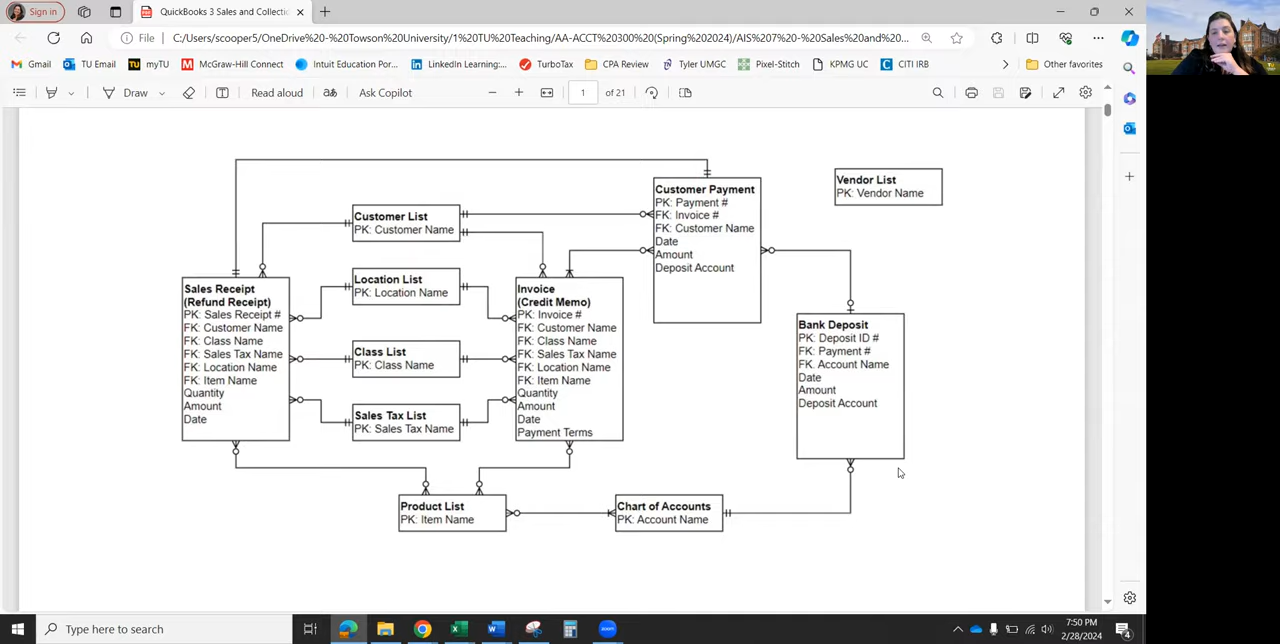 Sign in
QuickBooks 3 Sales and Collectic
File
C:/Users/scooper5/OneDrive%20-%20Towson%20University/1%20TU%20Teaching/AA-ACCT%20300%20(Spring%202024)/AIS%207%20-%20Sales%20and%20...
Gmail
TU Email
myTU
McGraw-Hill Connect
Intuit Education Por...
LinkedIn Learning:...
TurboTax
CPA Review
Tyler UMGC
Pixel-Stitch
KPMG UC
CITI IRB
Other favorites
Draw
Read aloud
Ask Copilot
1
of 21
Customer Payment
PK: Payment #
FK: Invoice #
FK: Customer Name
Date
Amount
Deposit Account
Vendor List
PK: Vendor Name
Customer List
PK: Customer Name
Location List
PK: Location Name
Class List
PK: Class Name
Sales Tax List
PK: Sales Tax Name
Sales Receipt
(Refund Receipt)
PK: Sales Receipt #
FK: Customer Name
FK: Class Name
FK: Sales Tax Name
FK: Location Name
FK: Item Name
Quantity
Amount
Date
Invoice
(Credit Memo)
PK: Invoice #
FK: Customer Name
FK: Class Name
FK: Sales Tax Name
FK: Location Name
FK: Item Name
Quantity
Amount
Date
Payment Terms
Bank Deposit
PK: Deposit ID #
FK: Payment #
FK. Account Name
Date
Amount
Deposit Account
Product List
PK: Item Name
Chart of Accounts
PK: Account Name
Type here to search
7:50 PM
2/28/2024
4